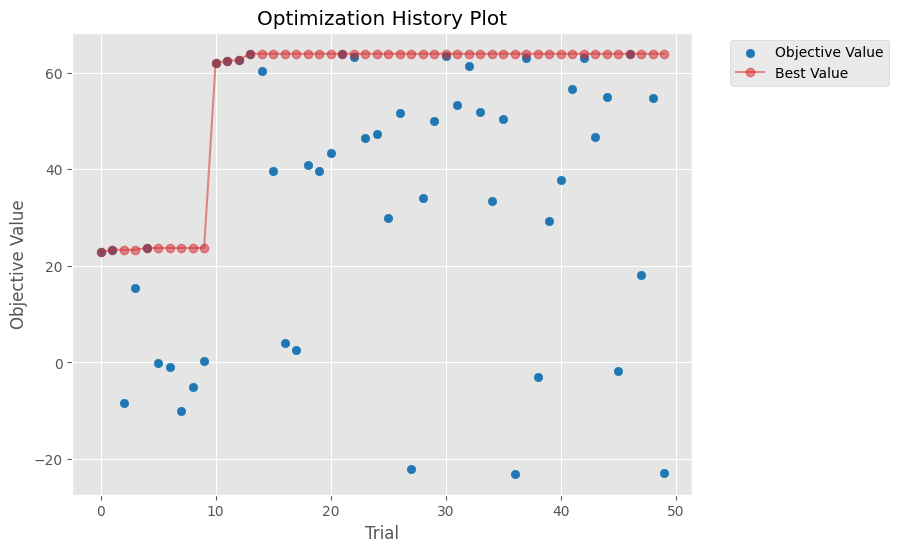 Optimization History Plot
Objective Value
Best Value
Objective Value
60
40
20
0
−20
0 10 20 30 40 50
Trial